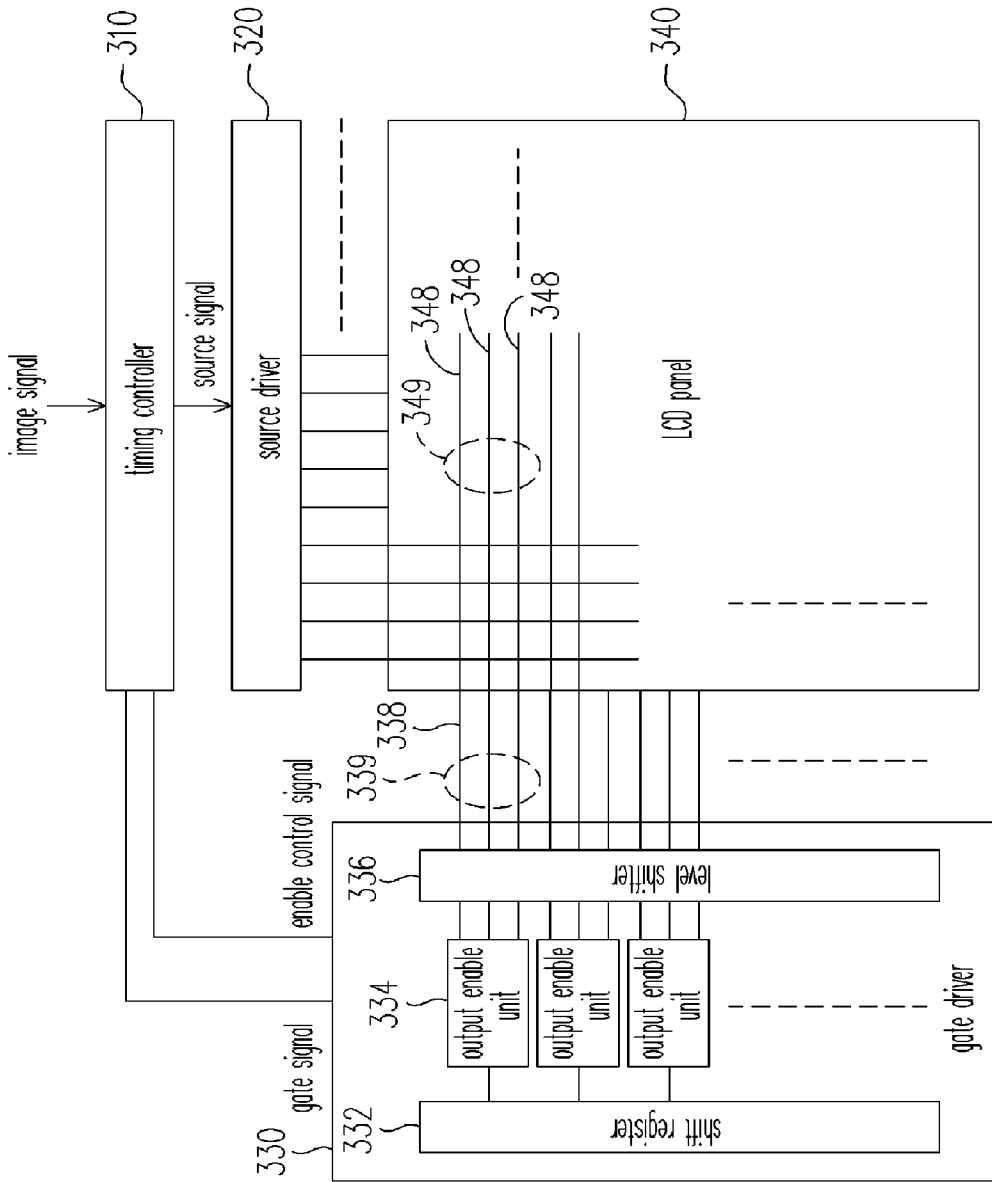 image signal
timing controller
310
source signal
source driver
320
enable control signal
gate signal
330
332
334
336
339
338
349
348
348
348
340
shift register
output enable
unit
output enable
unit
output enable
unit
level shifter
LCD panel
gate driver